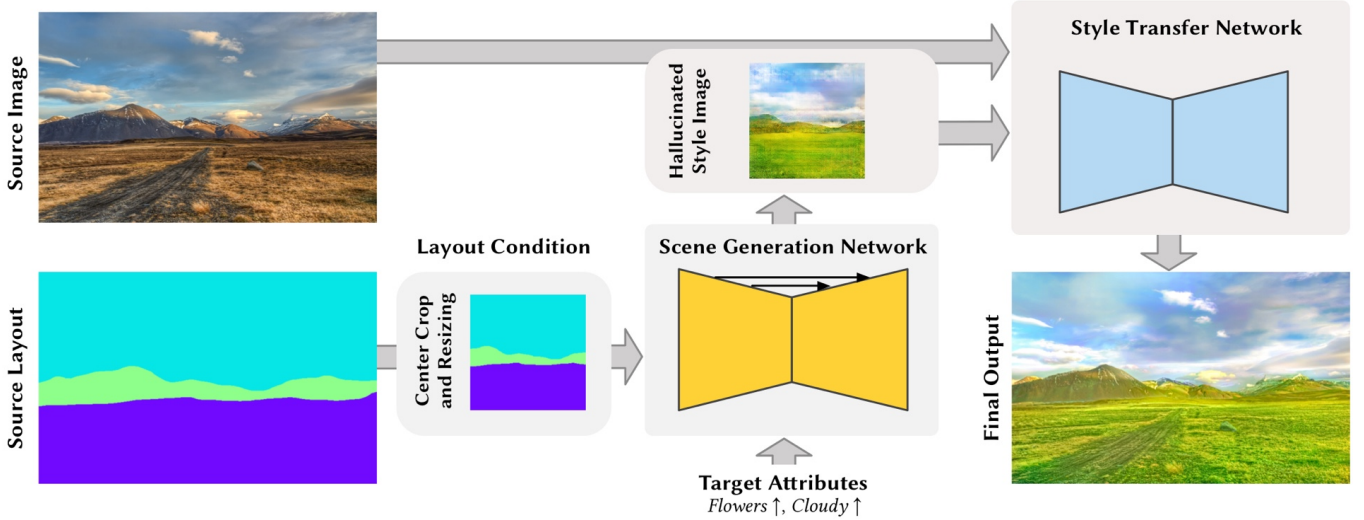 Source Image
Hallucinated
Style Image
Style Transfer Network
Source Layout
Layout Condition
Center Crop
and Resizing
Scene Generation Network
Target Attributes
Flowers ↑, Cloudy ↑
Final Output